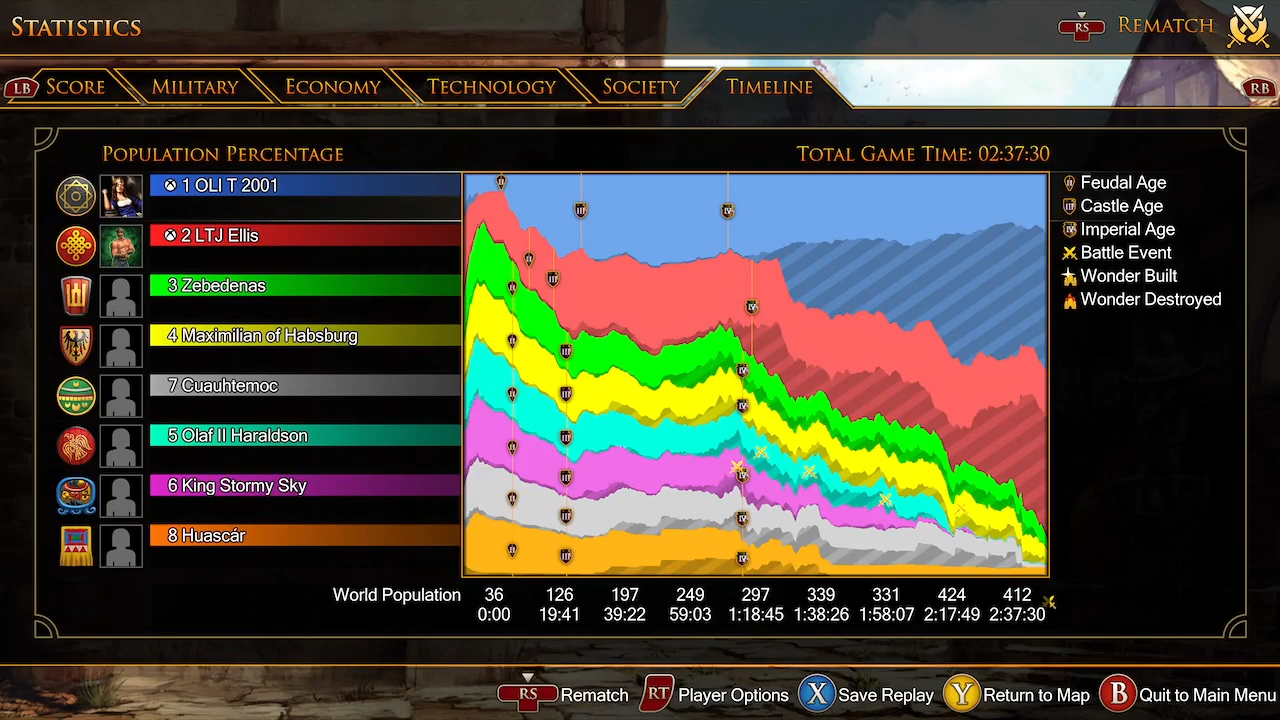 STATISTICS
RS REMATCH
LB SCORE MILITARY ECONOMY TECHNOLOGY SOCIETY TIMELINE RB
POPULATION PERCENTAGE
TOTAL GAME TIME: 02:37:30
1 OLI T 2001
2 LTJ Ellis
3 Zebedenas
4 Maximilian of Habsburg
7 Cuauhtemoc
5 Olaf II Haraldson
6 King Stormy Sky
8 Huascár
II Feudal Age
III Castle Age
IV Imperial Age
Battle Event
Wonder Built
Wonder Destroyed
World Population 36 126 197 249 297 339 331 424 412
0:00 19:41 39:22 59:03 1:18:45 1:38:26 1:58:07 2:17:49 2:37:30
RS Rematch RT Player Options X Save Replay Y Return to Map B Quit to Main Menu